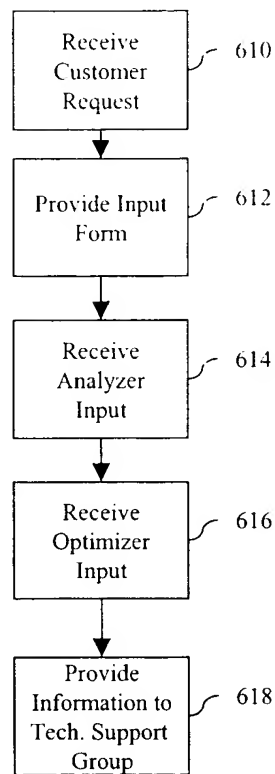 Receive
Customer
Request
610
Provide Input
Form
612
Receive
Analyzer
Input
614
Receive
Optimizer
Input
616
Provide
Information to
Tech. Support
Group
618